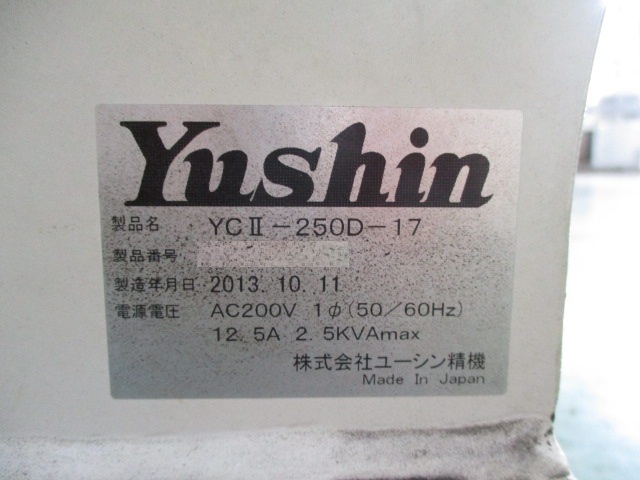 Yushin
製品名 YCⅡ-250D-17
製品番号
製造年月日 2013.10.11
電源電圧 AC200V 1φ(50/60Hz)
12.5A 2.5KVAmax
株式会社ユーシン精機
Made In Japan